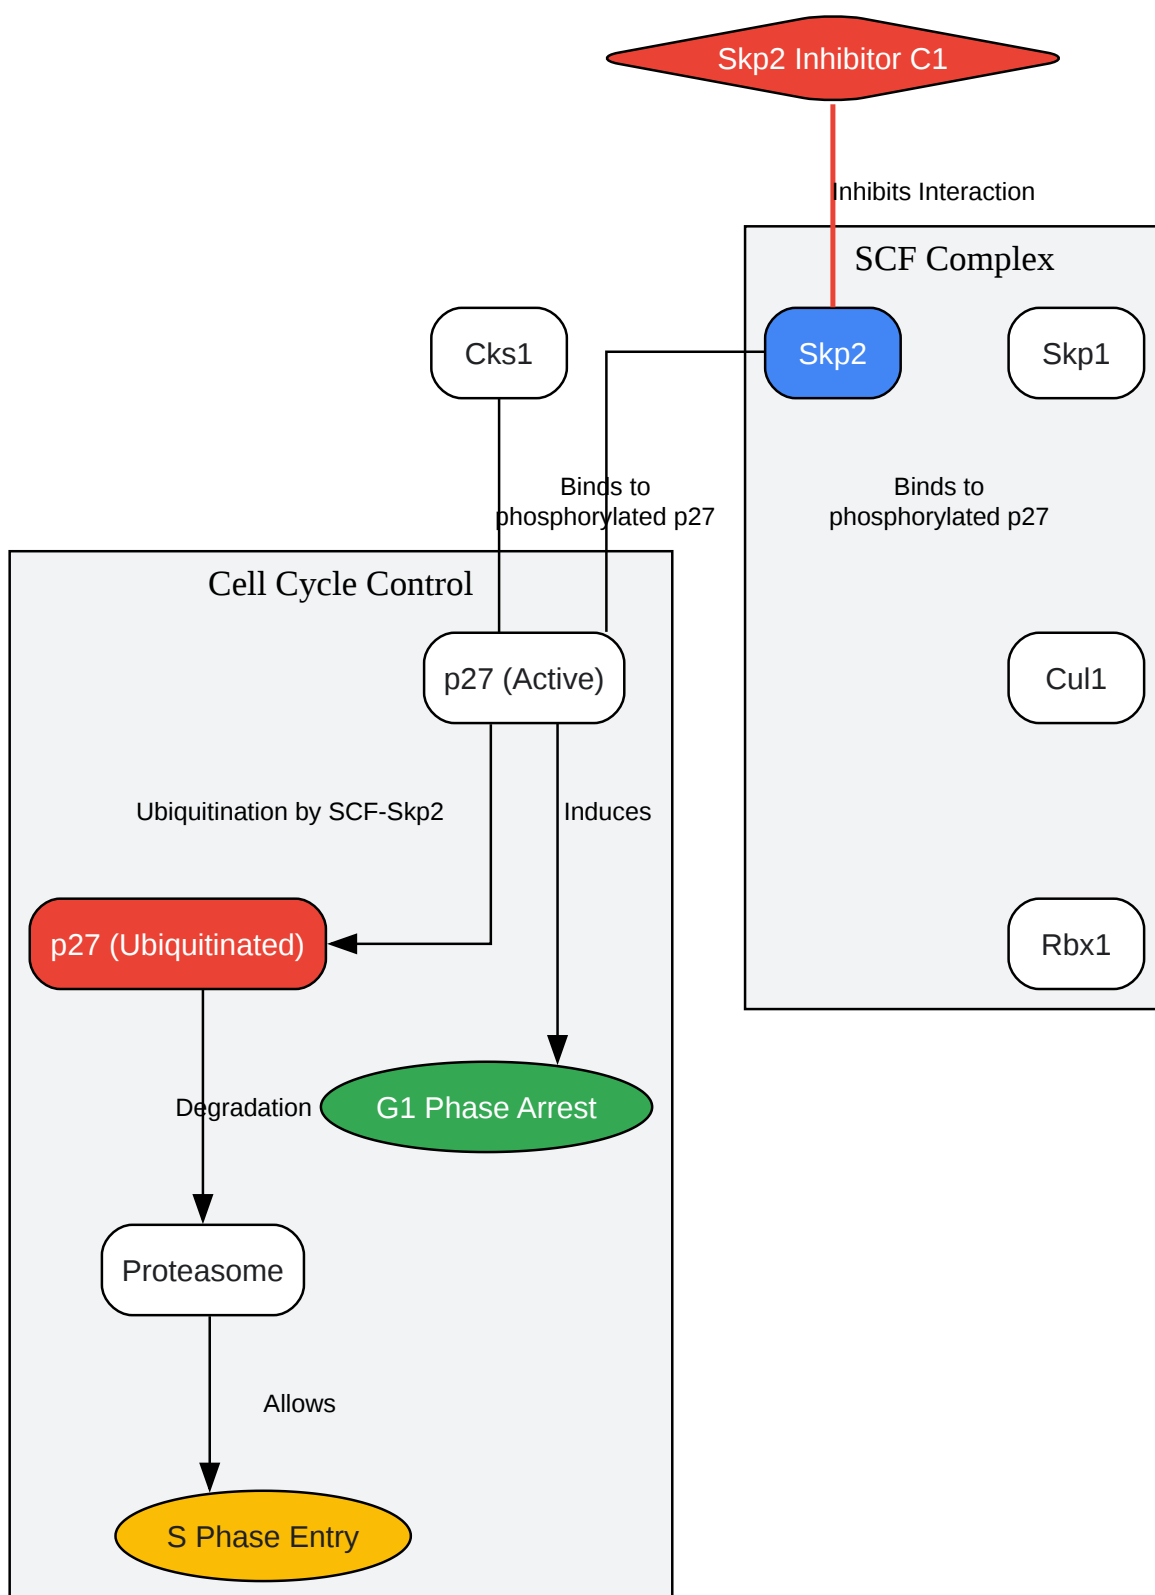 Skp2 Inhibitor C1
Inhibits Interaction
SCF Complex
Cks1
Skp2
Skp1
Binds to
phosphorylated p27
Binds to
phosphorylated p27
Cell Cycle Control
p27 (Active)
Cul1
Ubiquitination by SCF-Skp2
Induces
p27 (Ubiquitinated)
Rbx1
Degradation
G1 Phase Arrest
Proteasome
Allows
S Phase Entry